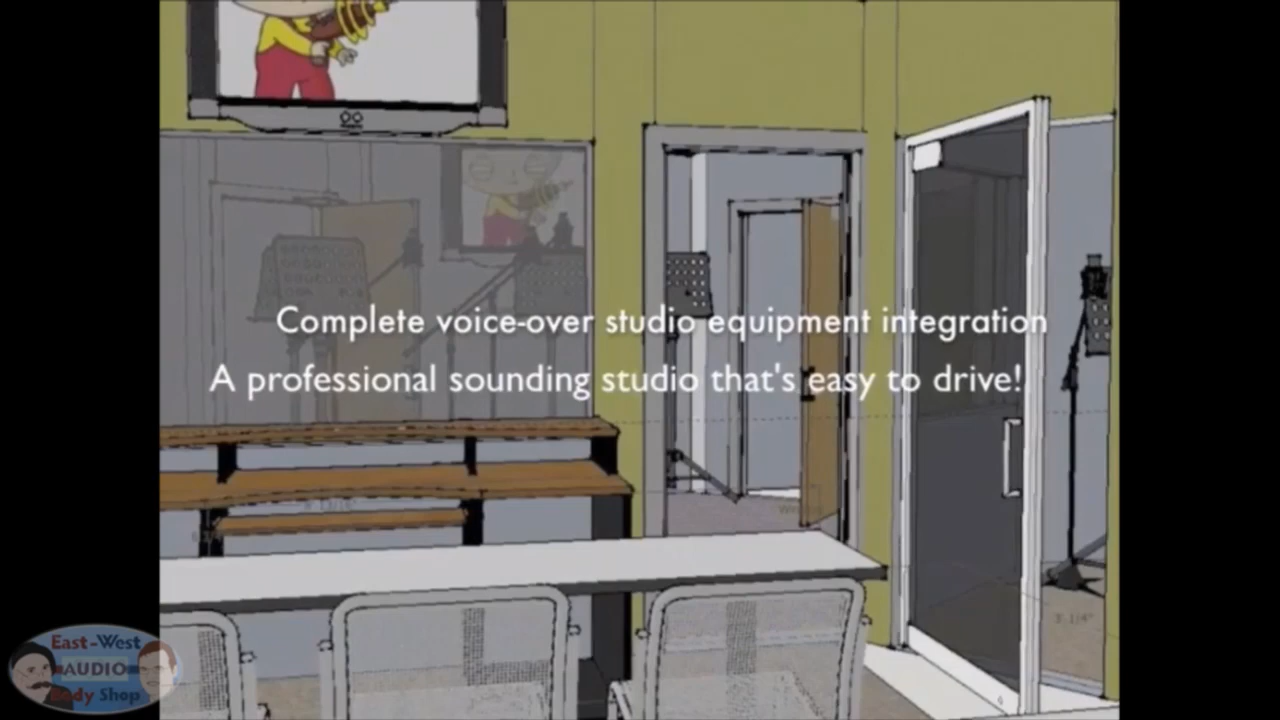 Complete voice-over studio equipment integration
A professional sounding studio that's easy to drive!
East-West
AUDIO
Body Shop